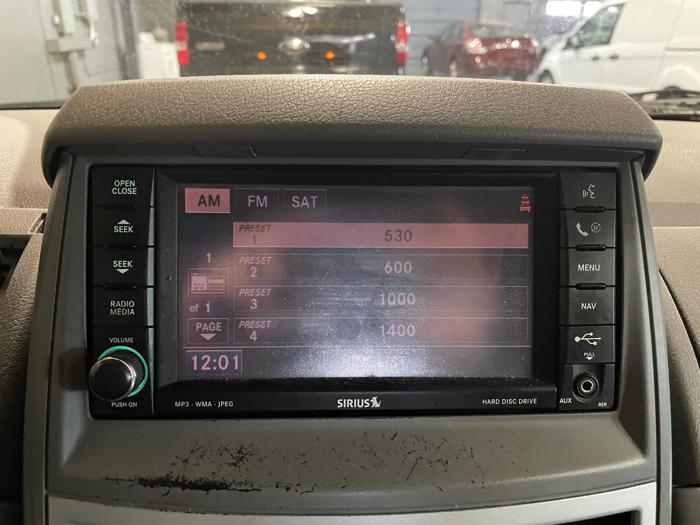 OPEN
CLOSE
SEEK
SEEK
RADIO
MEDIA
VOLUME
PUSH ON
AM FM SAT
PRESET
1 530
PRESET
2 600
PRESET
3 1000
PRESET
4 1400
1
of 1
PAGE
12:01
LIST
MP3 · WMA · JPEG
SIRIUS
HARD DISC DRIVE
MENU
NAV
PULL
AUX